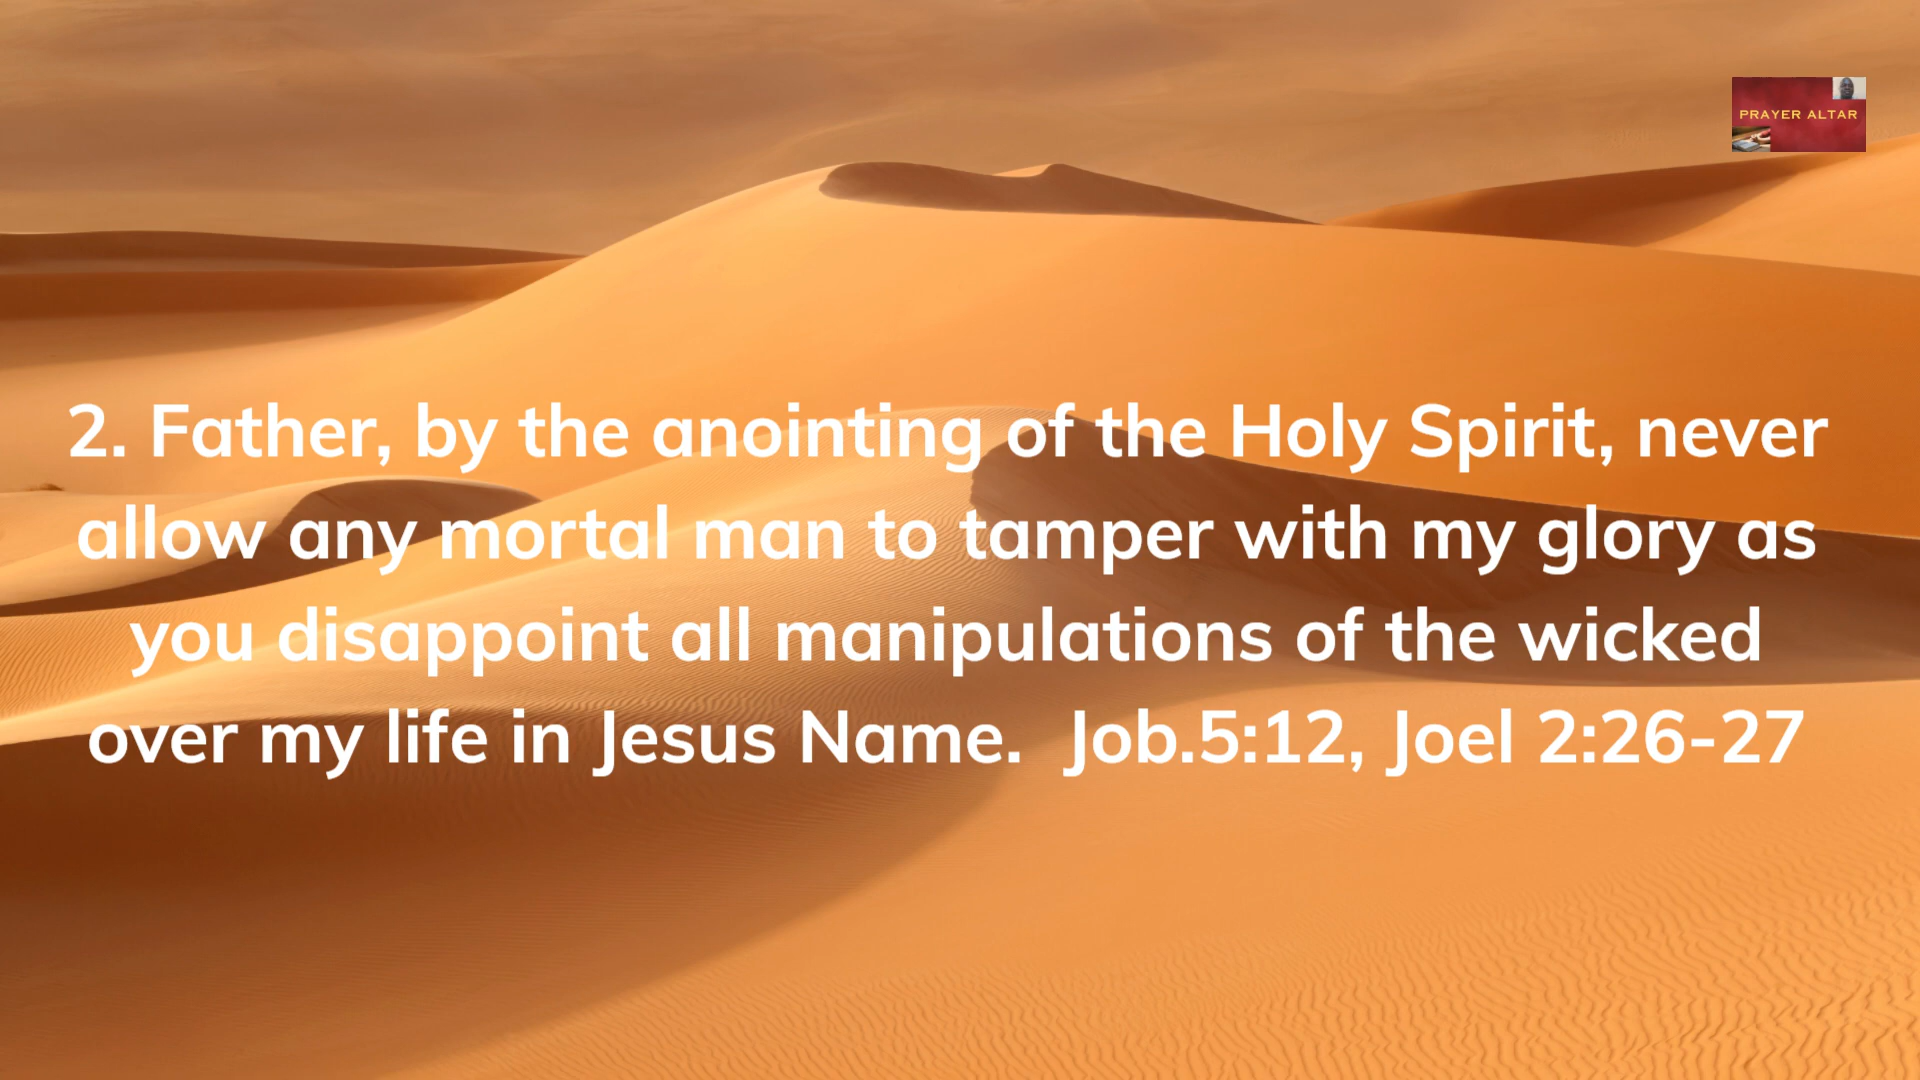 PRAYER ALTAR
2. Father, by the anointing of the Holy Spirit, never
allow any mortal man to tamper with my glory as
you disappoint all manipulations of the wicked
over my life in Jesus Name.  Job.5:12, Joel 2:26-27